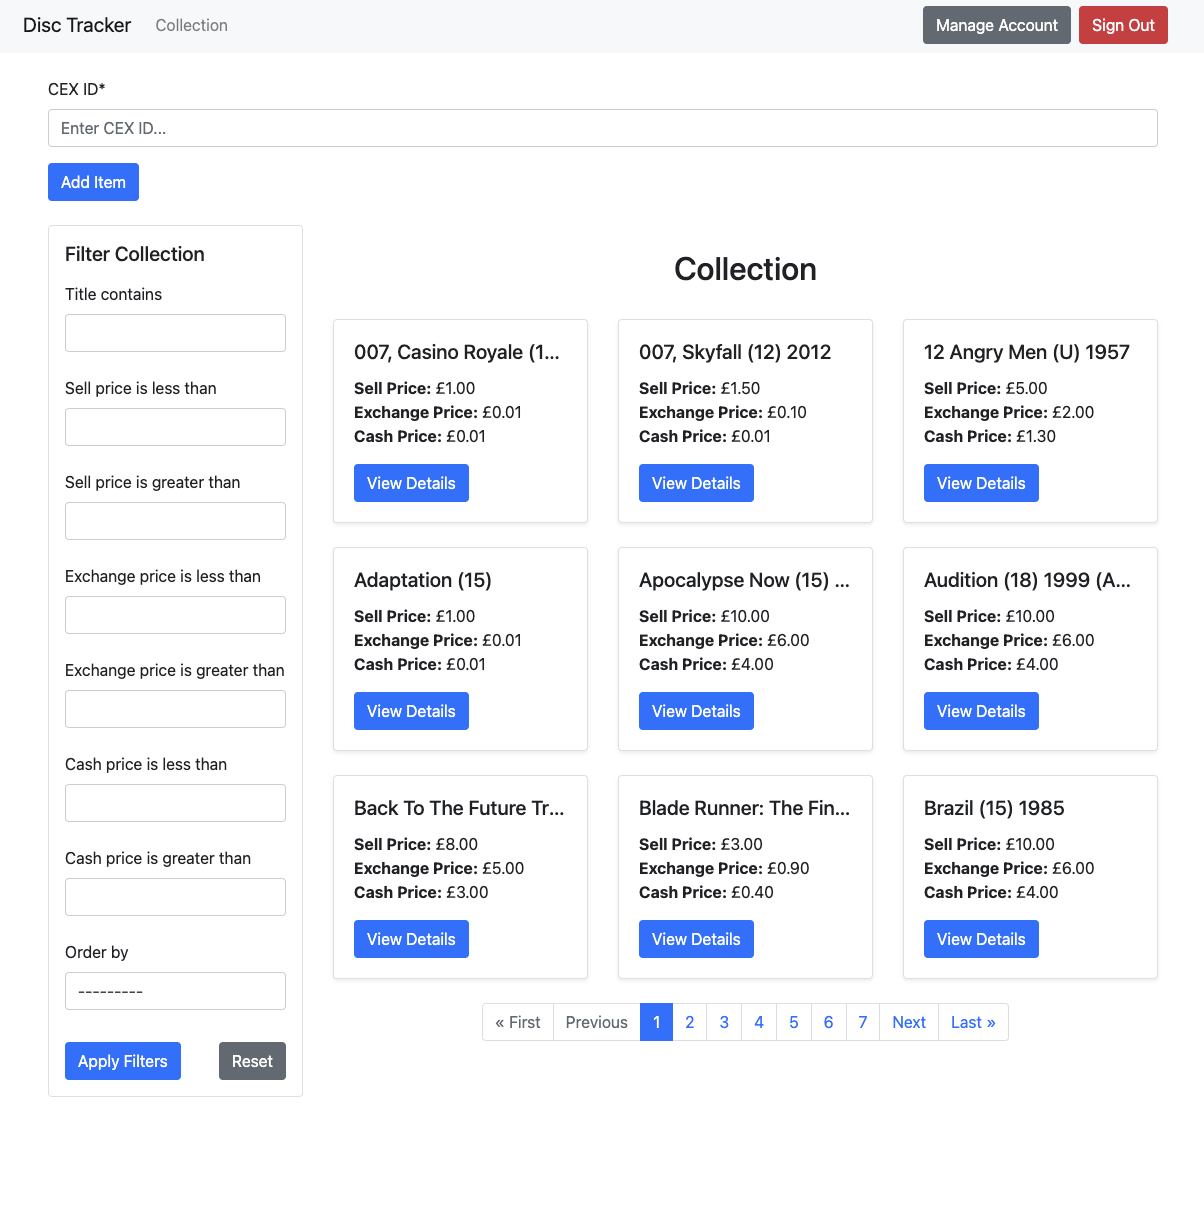 Disc Tracker Collection Manage Account Sign Out
CEX ID*
Enter CEX ID...
Add Item
Filter Collection
Title contains
Sell price is less than
Sell price is greater than
Exchange price is less than
Exchange price is greater than
Cash price is less than
Cash price is greater than
Order by
---------
Apply Filters Reset
Collection
007, Casino Royale (1...
Sell Price: £1.00
Exchange Price: £0.01
Cash Price: £0.01
View Details
007, Skyfall (12) 2012
Sell Price: £1.50
Exchange Price: £0.10
Cash Price: £0.01
View Details
12 Angry Men (U) 1957
Sell Price: £5.00
Exchange Price: £2.00
Cash Price: £1.30
View Details
Adaptation (15)
Sell Price: £1.00
Exchange Price: £0.01
Cash Price: £0.01
View Details
Apocalypse Now (15) ...
Sell Price: £10.00
Exchange Price: £6.00
Cash Price: £4.00
View Details
Audition (18) 1999 (A...
Sell Price: £10.00
Exchange Price: £6.00
Cash Price: £4.00
View Details
Back To The Future Tr...
Sell Price: £8.00
Exchange Price: £5.00
Cash Price: £3.00
View Details
Blade Runner: The Fin...
Sell Price: £3.00
Exchange Price: £0.90
Cash Price: £0.40
View Details
Brazil (15) 1985
Sell Price: £10.00
Exchange Price: £6.00
Cash Price: £4.00
View Details
« First Previous 1 2 3 4 5 6 7 Next Last »